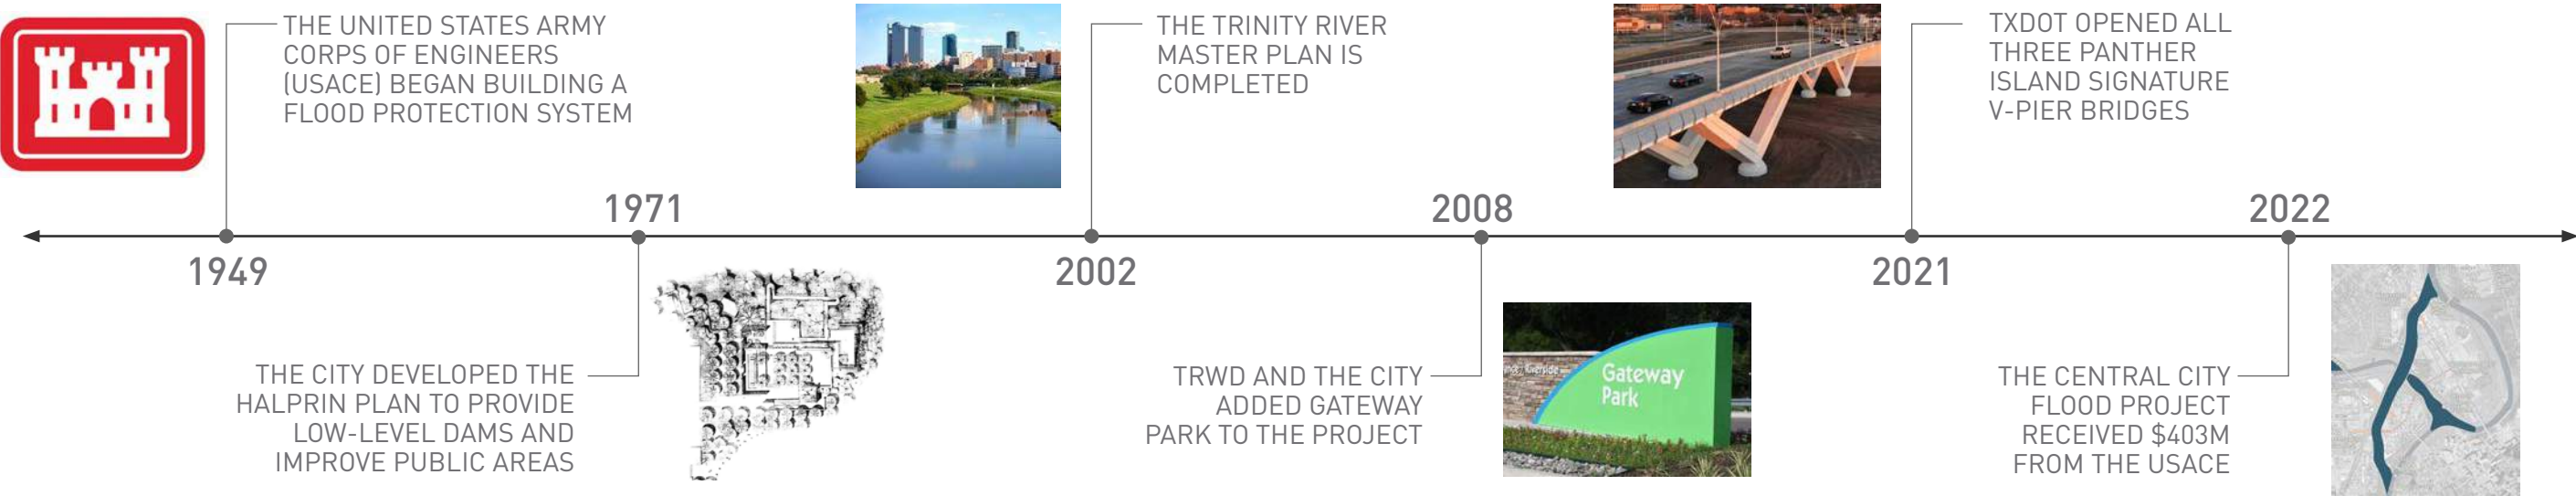 THE UNITED STATES ARMY
CORPS OF ENGINEERS
(USACE) BEGAN BUILDING A
FLOOD PROTECTION SYSTEM
1949
1971
THE CITY DEVELOPED THE
HALPRIN PLAN TO PROVIDE
LOW-LEVEL DAMS AND
IMPROVE PUBLIC AREAS
THE TRINITY RIVER
MASTER PLAN IS
COMPLETED
2002
2008
TRWD AND THE CITY
ADDED GATEWAY
PARK TO THE PROJECT
Gateway
Park
TXDOT OPENED ALL
THREE PANTHER
ISLAND SIGNATURE
V-PIER BRIDGES
2021
2022
THE CENTRAL CITY
FLOOD PROJECT
RECEIVED $403M
FROM THE USACE